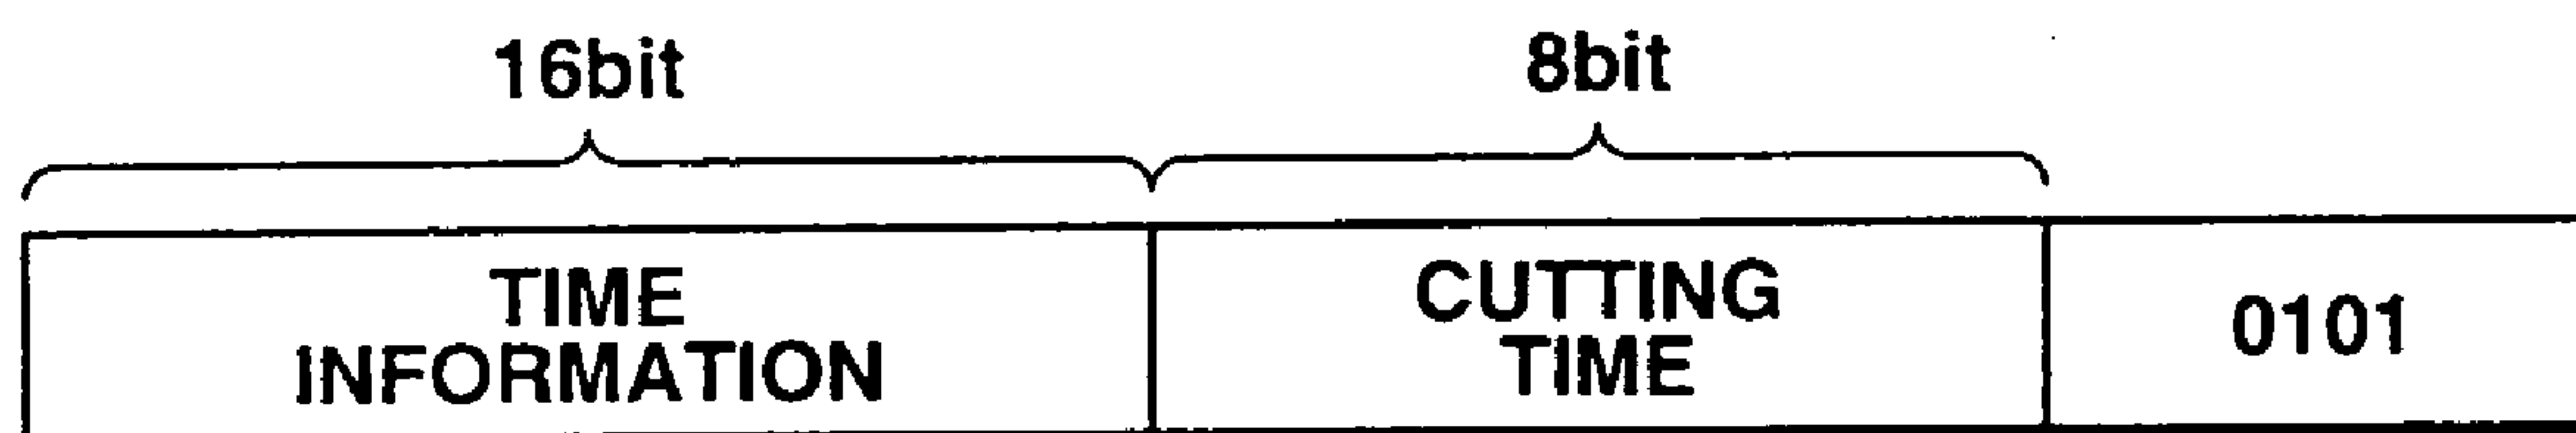 16bit
8bit
TIME
INFORMATION
CUTTING
TIME
0101